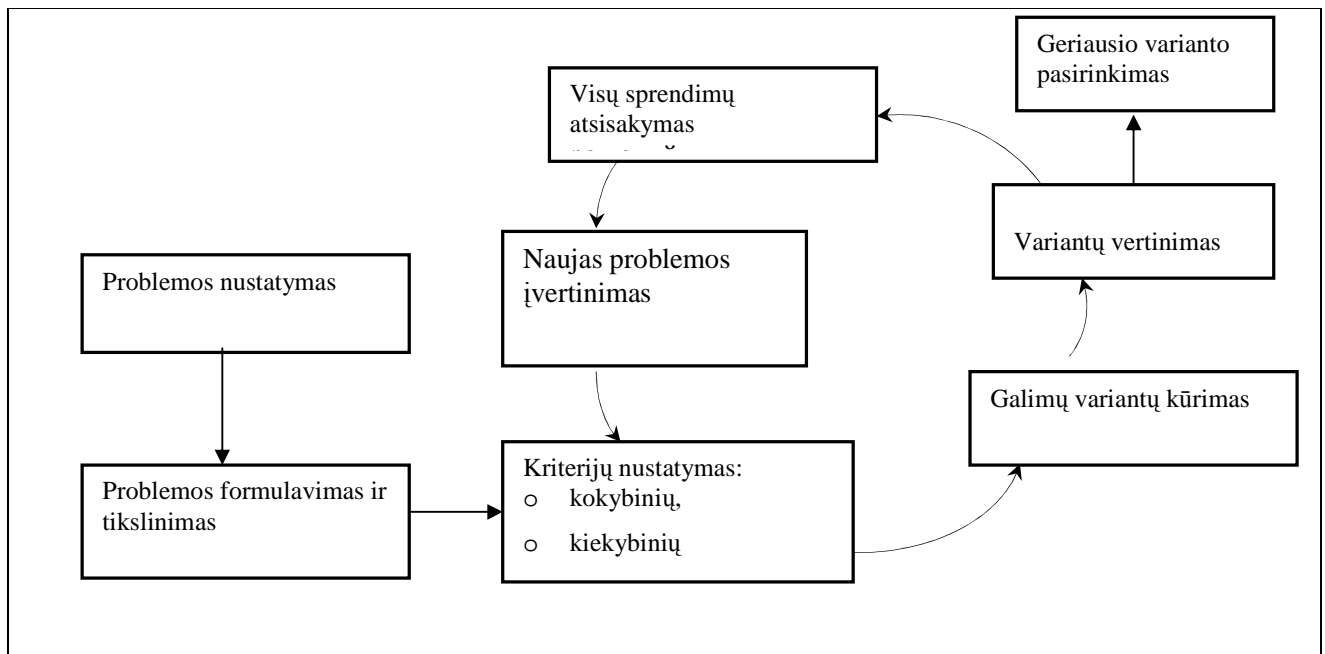 Geriausio varianto
pasirinkimas
Visų sprendimų
atsisakymas
Variantų vertinimas
Naujas problemos
įvertinimas
Problemos nustatymas
Galimų variantų kūrimas
Kriterijų nustatymas:
o kokybinių,
o kiekybinių
Problemos formulavimas ir
tikslinimas